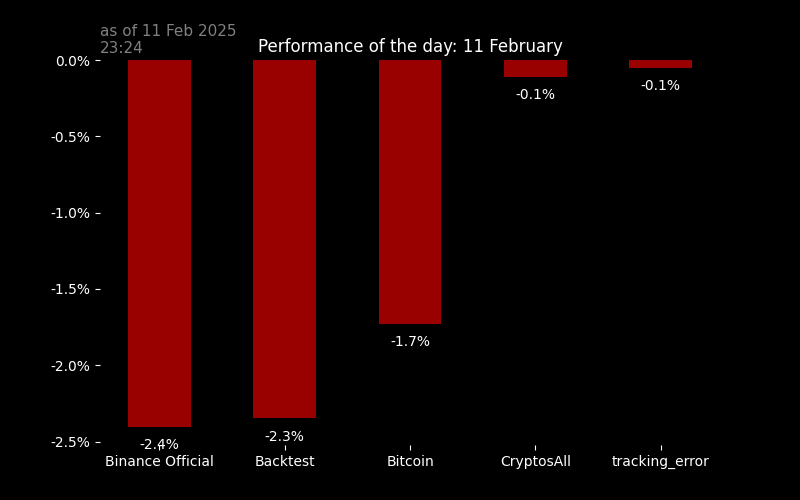 as of 11 Feb 2025
23:24
Performance of the day: 11 February
0.0%
-0.5%
-1.0%
-1.5%
-2.0%
-2.5%
-2.4%
-2.3%
-1.7%
-0.1%
-0.1%
Binance Official
Backtest
Bitcoin
CryptosAll
tracking_error